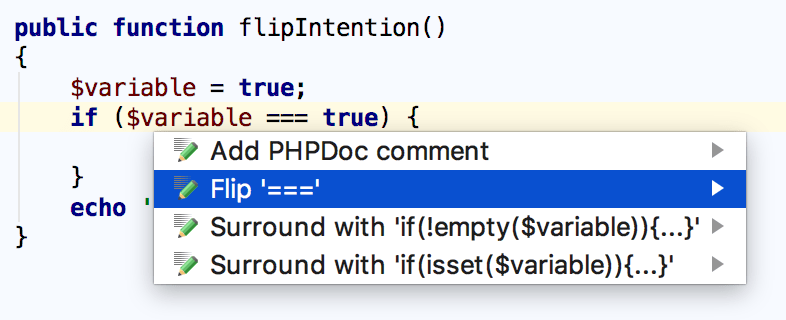 public function flipIntention()
{
$variable = true;
if ($variable === true) {
Add PHPDoc comment
Flip '==='
}
echo '
Surround with 'if(!empty($variable)){...}'
}
Surround with 'if(isset($variable)){...}'